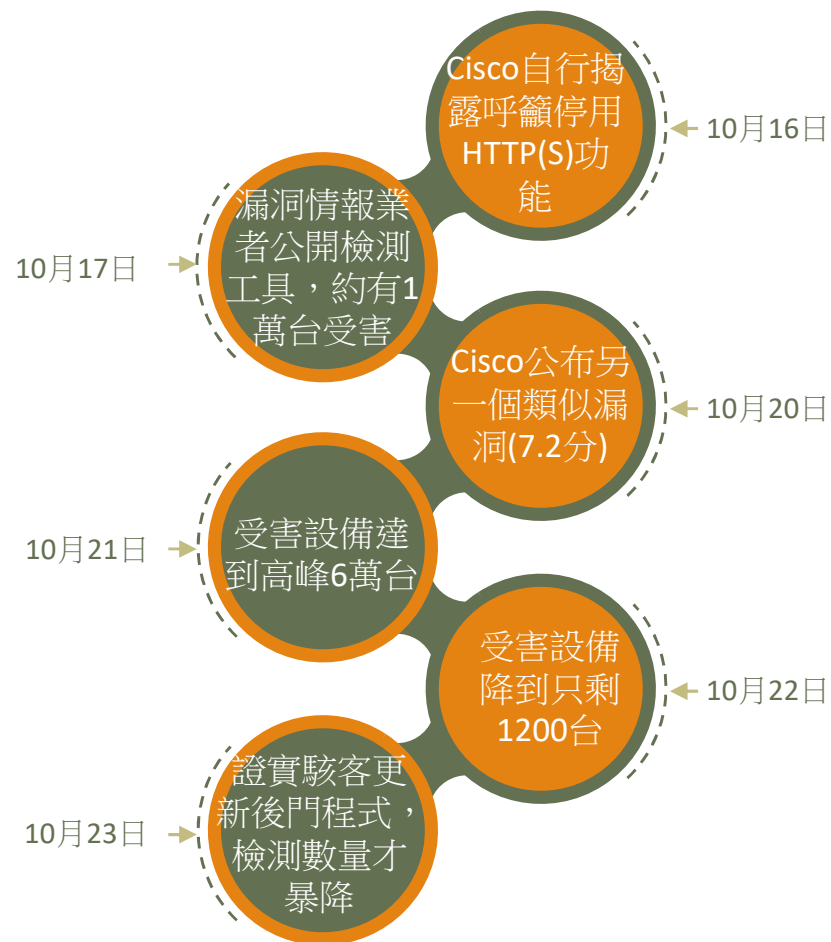 Cisco自行揭
露呼籲停用
HTTP(S)功
能
10月16日
漏洞情報業
者公開檢測
工具，約有1
萬台受害
10月17日
Cisco公布另
一個類似漏
洞(7.2分)
10月20日
受害設備達
到高峰6萬台
10月21日
受害設備
降到只剩
1200台
10月22日
證實駭客更
新後門程式，
檢測數量才
暴降
10月23日